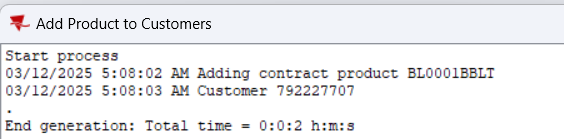 Add Product to Customers
Start process
03/12/2025 5:08:02 AM Adding contract product BL0001BBLT
03/12/2025 5:08:03 AM Customer 792227707
.
End generation: Total time = 0:0:2 h:m:s